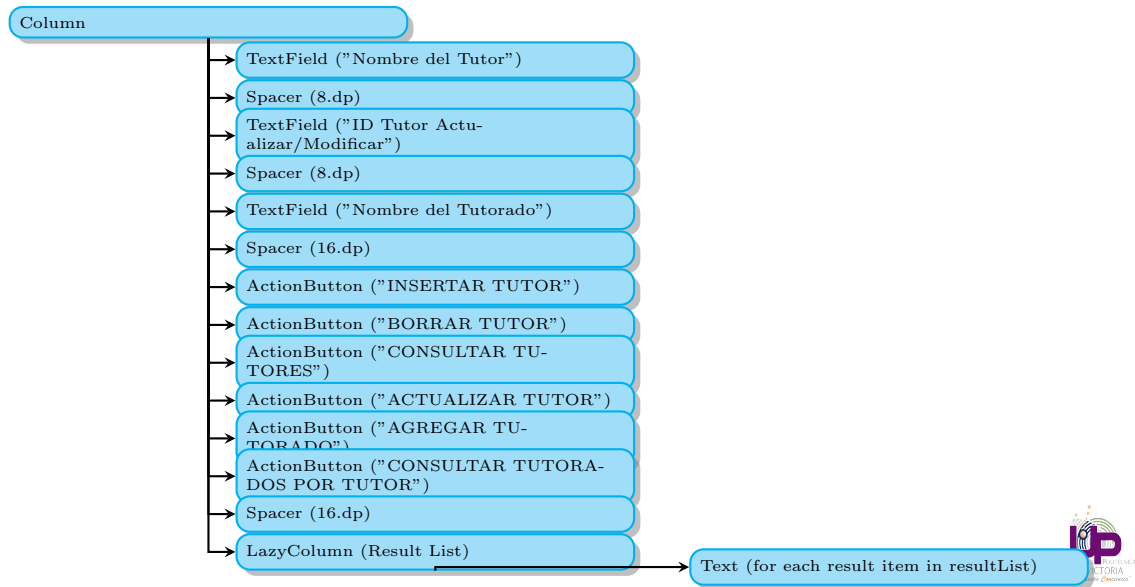 Column
TextField ("Nombre del Tutor")
Spacer (8.dp)
TextField ("ID Tutor Actu-
alizar/Modificar")
Spacer (8.dp)
TextField ("Nombre del Tutorado")
Spacer (16.dp)
ActionButton ("INSERTAR TUTOR")
ActionButton ("BORRAR TUTOR")
ActionButton ("CONSULTAR TU-
TORES")
ActionButton ("ACTUALIZAR TUTOR")
ActionButton ("AGREGAR TU-
TORADO")
ActionButton ("CONSULTAR TUTORA-
DOS POR TUTOR")
Spacer (16.dp)
LazyColumn (Result List)
Text (for each result item in resultList)